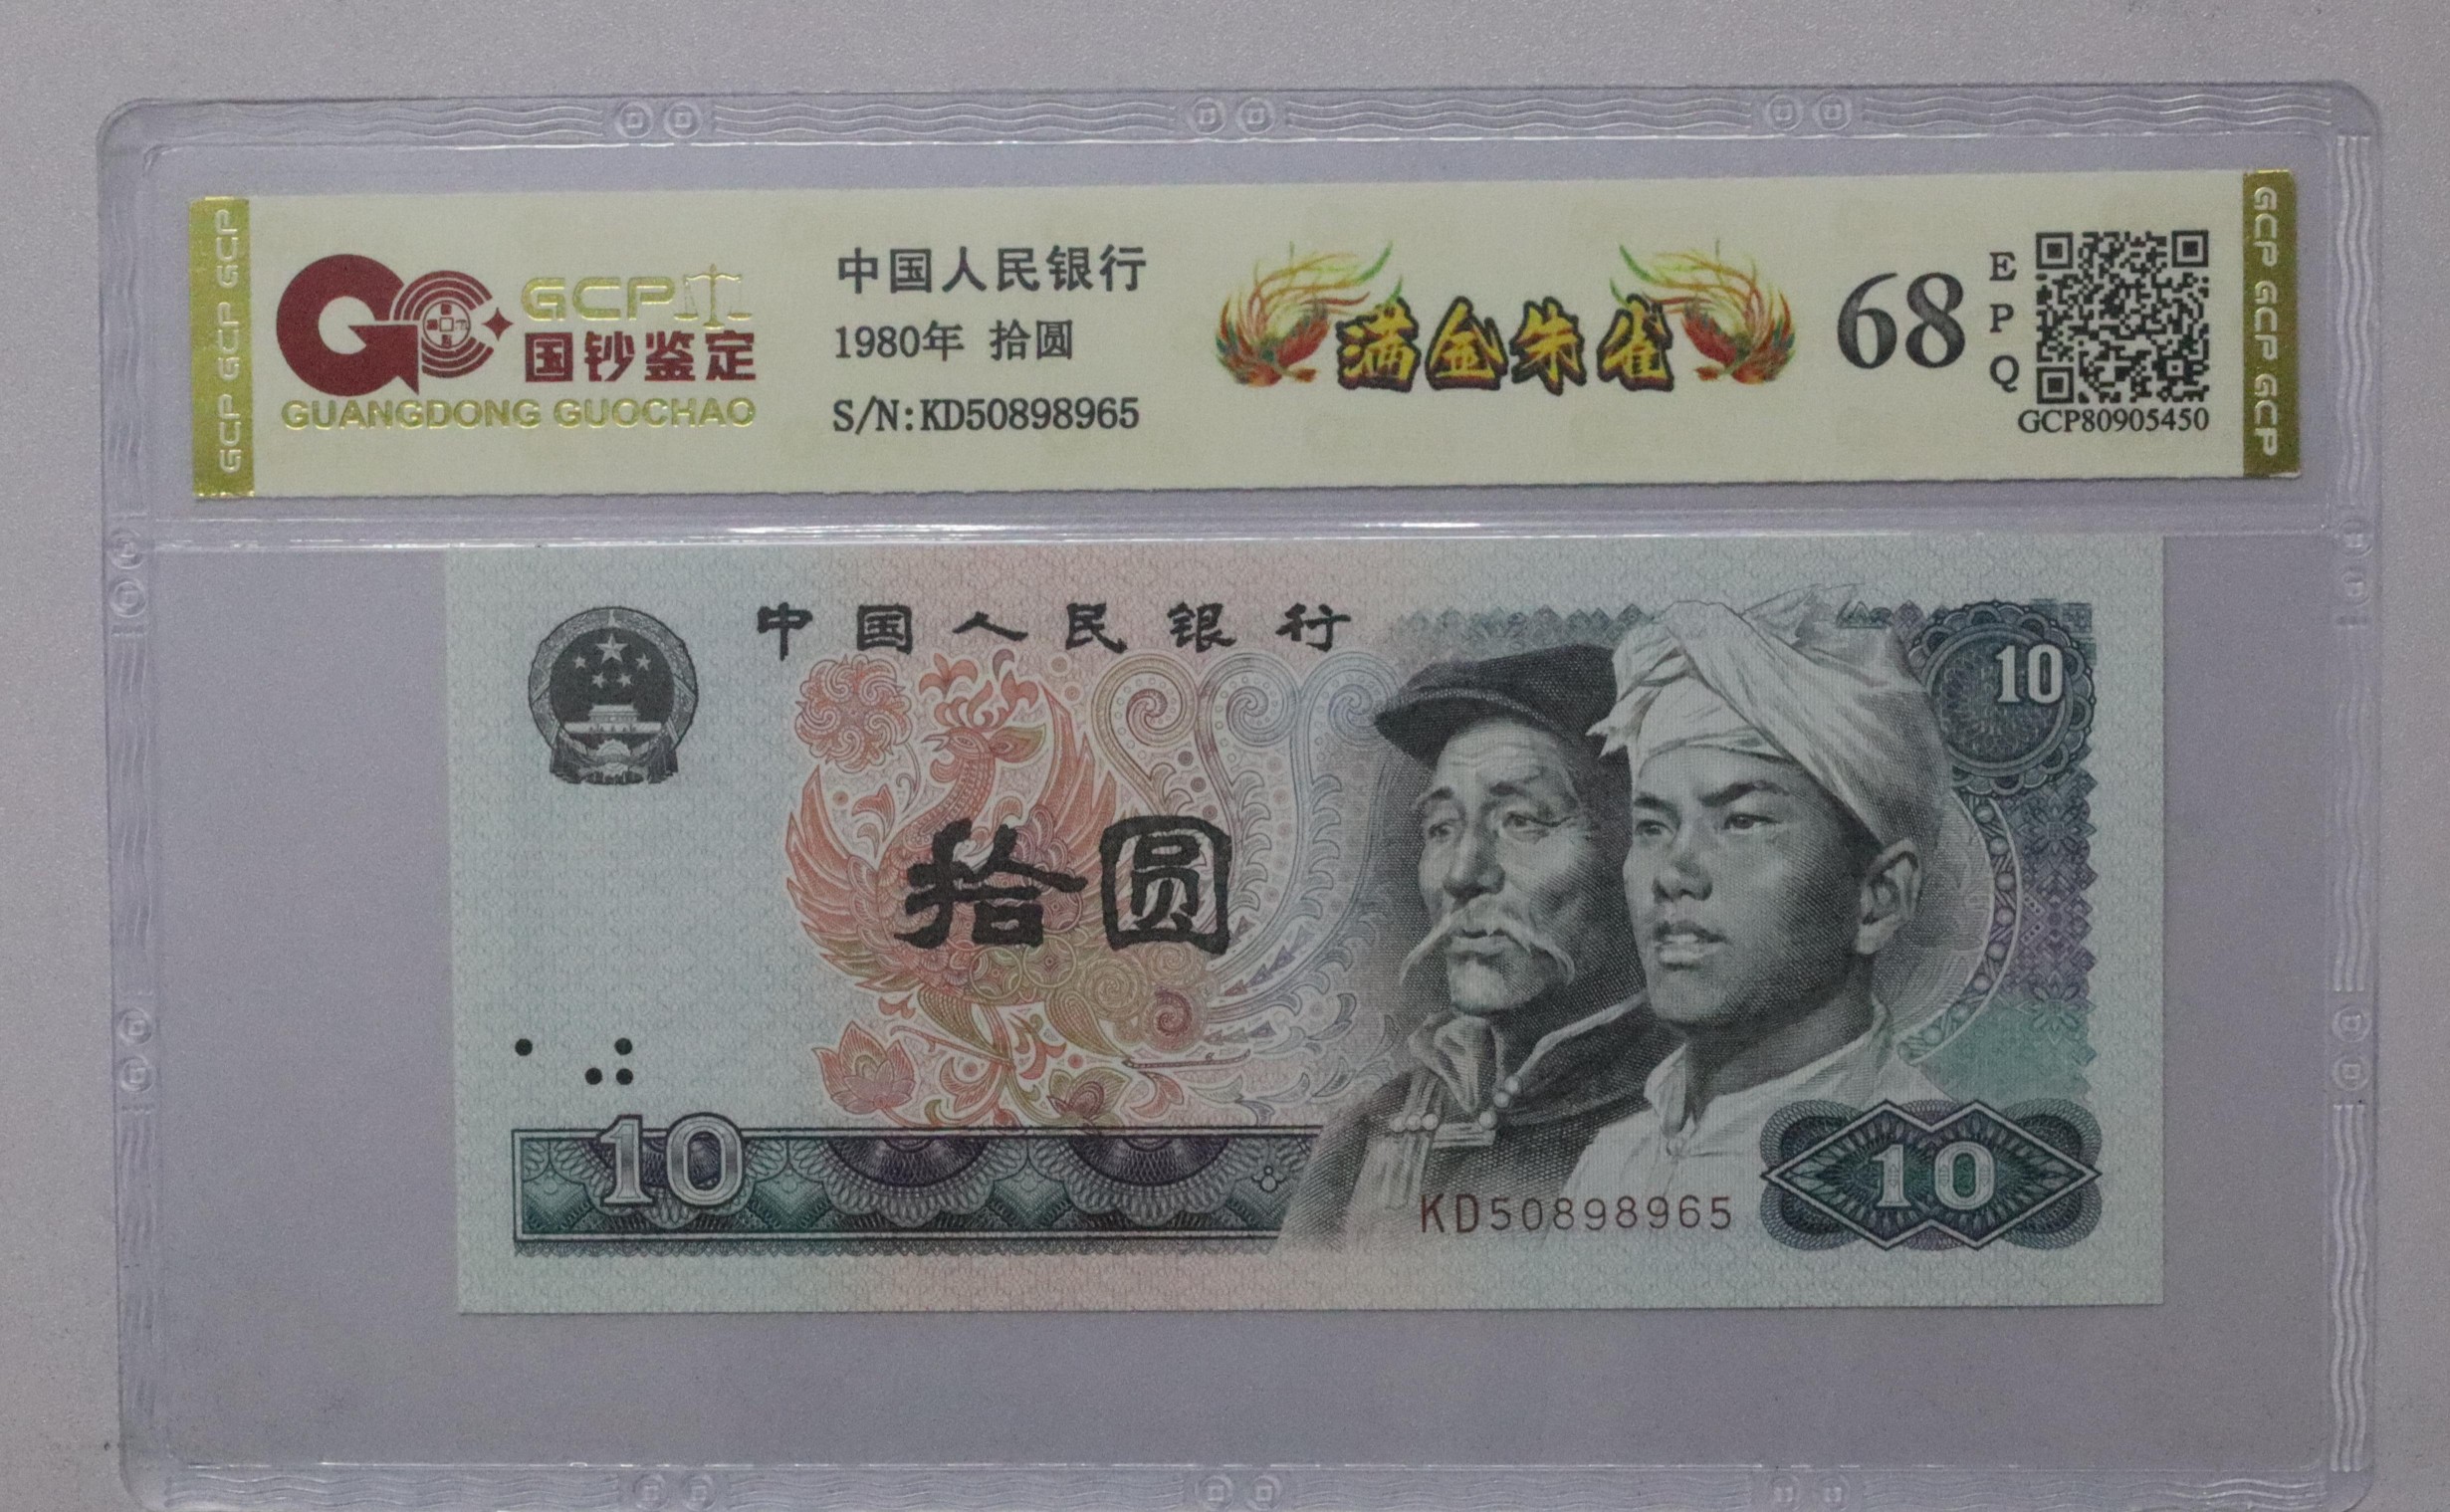 GCP GCP GCP
GCP
国钞鉴定
GUANGDONG GUOCHAO
中国人民银行
1980年 拾圆
S/N:KD50898965
满金朱雀
68
EPQ
GCP80905450
GCP GCP GCP
中国人民银行
10
拾圆
10
KD50898965
10